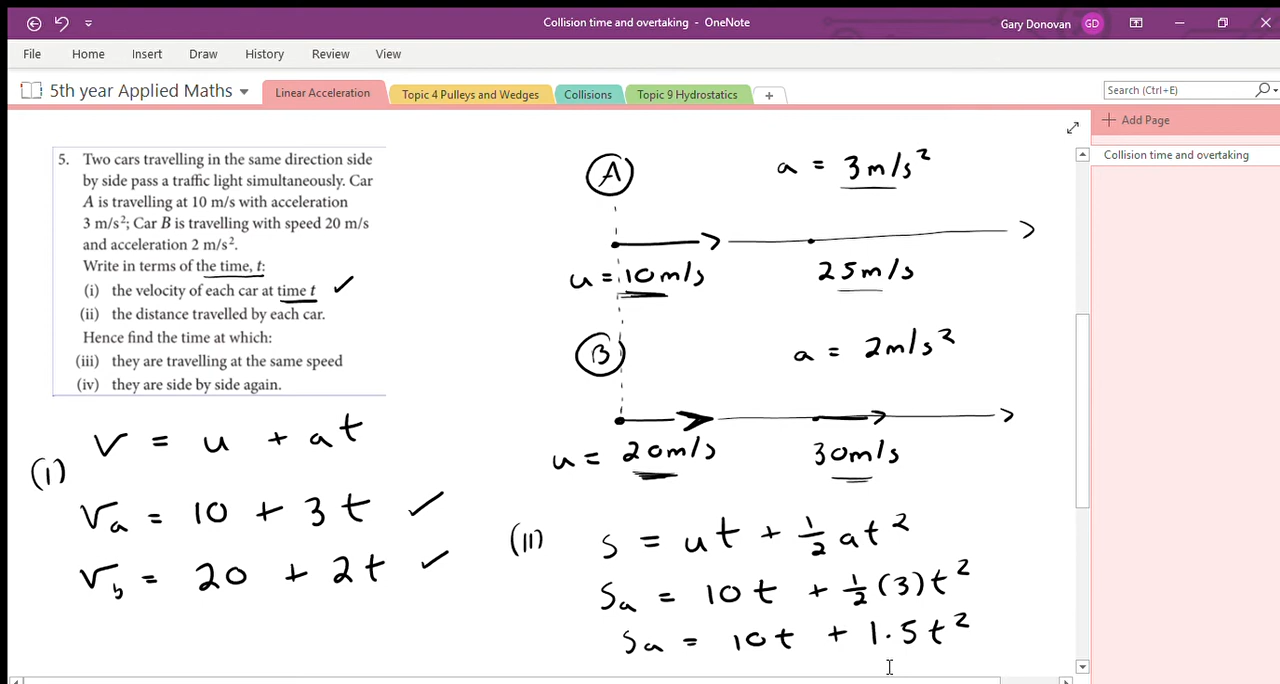 Collision time and overtaking - OneNote
Gary Donovan GD
File Home Insert Draw History Review View
5th year Applied Maths
Linear Acceleration
Topic 4 Pulleys and Wedges
Collisions
Topic 9 Hydrostatics
+
Search (Ctrl+E)
+ Add Page
Collision time and overtaking
5. Two cars travelling in the same direction side
by side pass a traffic light simultaneously. Car
A is travelling at 10 m/s with acceleration
3 m/s²; Car B is travelling with speed 20 m/s
and acceleration 2 m/s².
Write in terms of the time, t:
(i) the velocity of each car at time t ✓
(ii) the distance travelled by each car.
Hence find the time at which:
(iii) they are travelling at the same speed
(iv) they are side by side again.
A
a = 3m/s²
u = 10m/s
25m/s
B
a = 2m/s²
u = 20m/s
30m/s
(I)
v = u + at
va = 10 + 3t ✓
vb = 20 + 2t ✓
(II)
s = ut + ½at²
sa = 10t + ½(3)t²
sa = 10t + 1.5t²